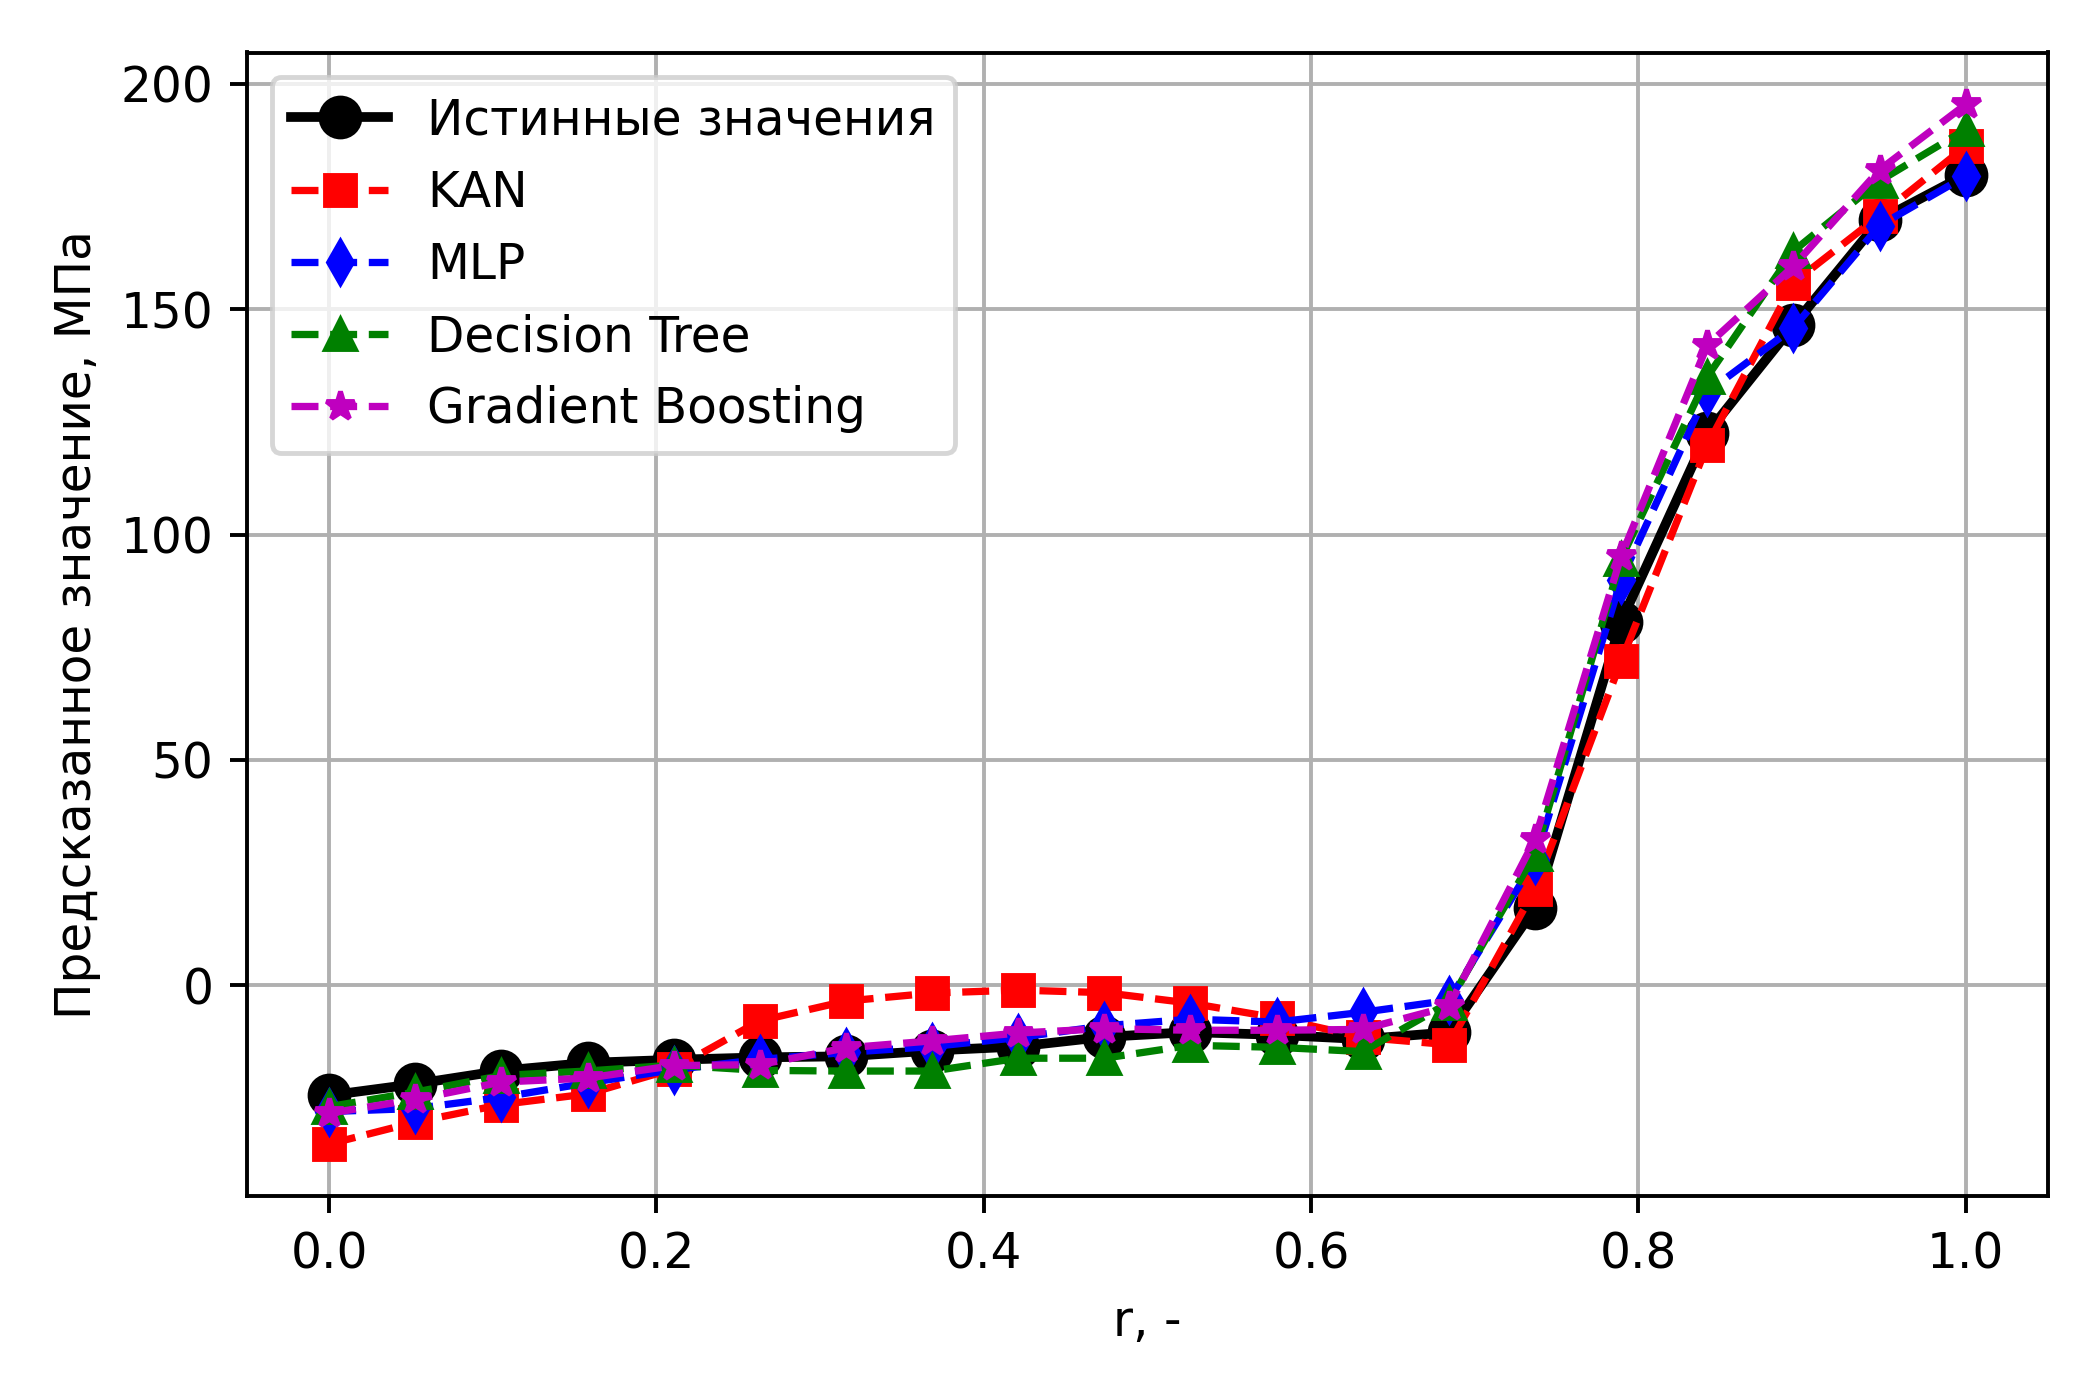 Истинные значения
KAN
MLP
Decision Tree
Gradient Boosting
Предсказанное значение, МПа
200
150
100
50
0
0.0 0.2 0.4 0.6 0.8 1.0
r, -